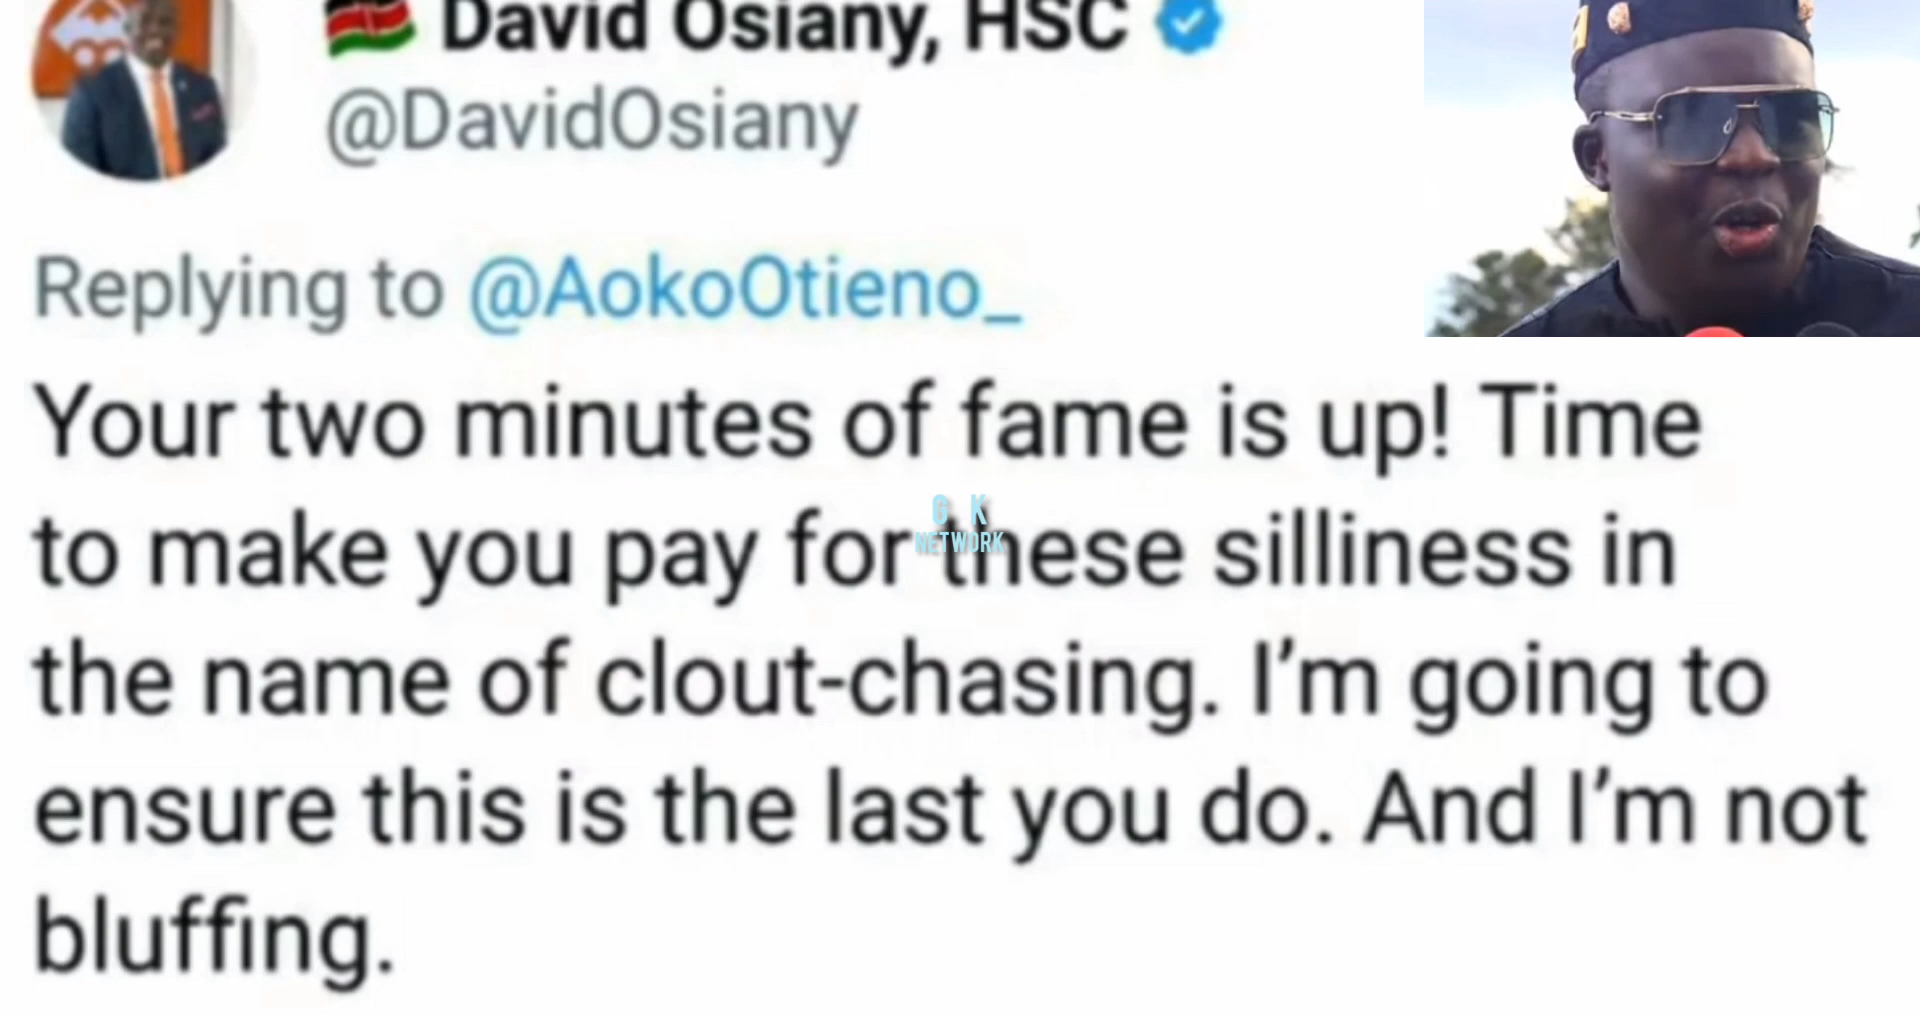 David Osiany, HSC
@DavidOsiany
Replying to @AokoOtieno_
Your two minutes of fame is up! Time
to make you pay for these silliness in
the name of clout-chasing. I'm going to
ensure this is the last you do. And I'm not
bluffing.
G K
NETWORK